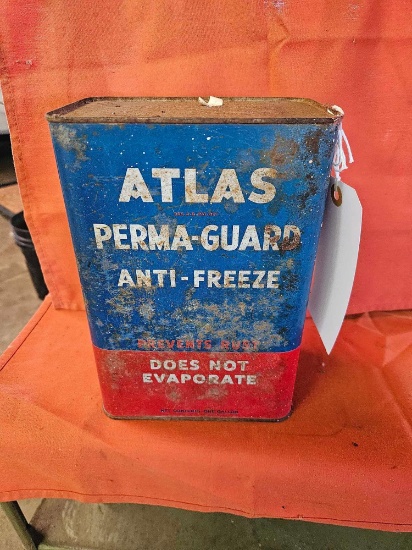 ATLAS
PERMA-GUARD
ANTI-FREEZE
PREVENTS RUST
DOES NOT
EVAPORATE